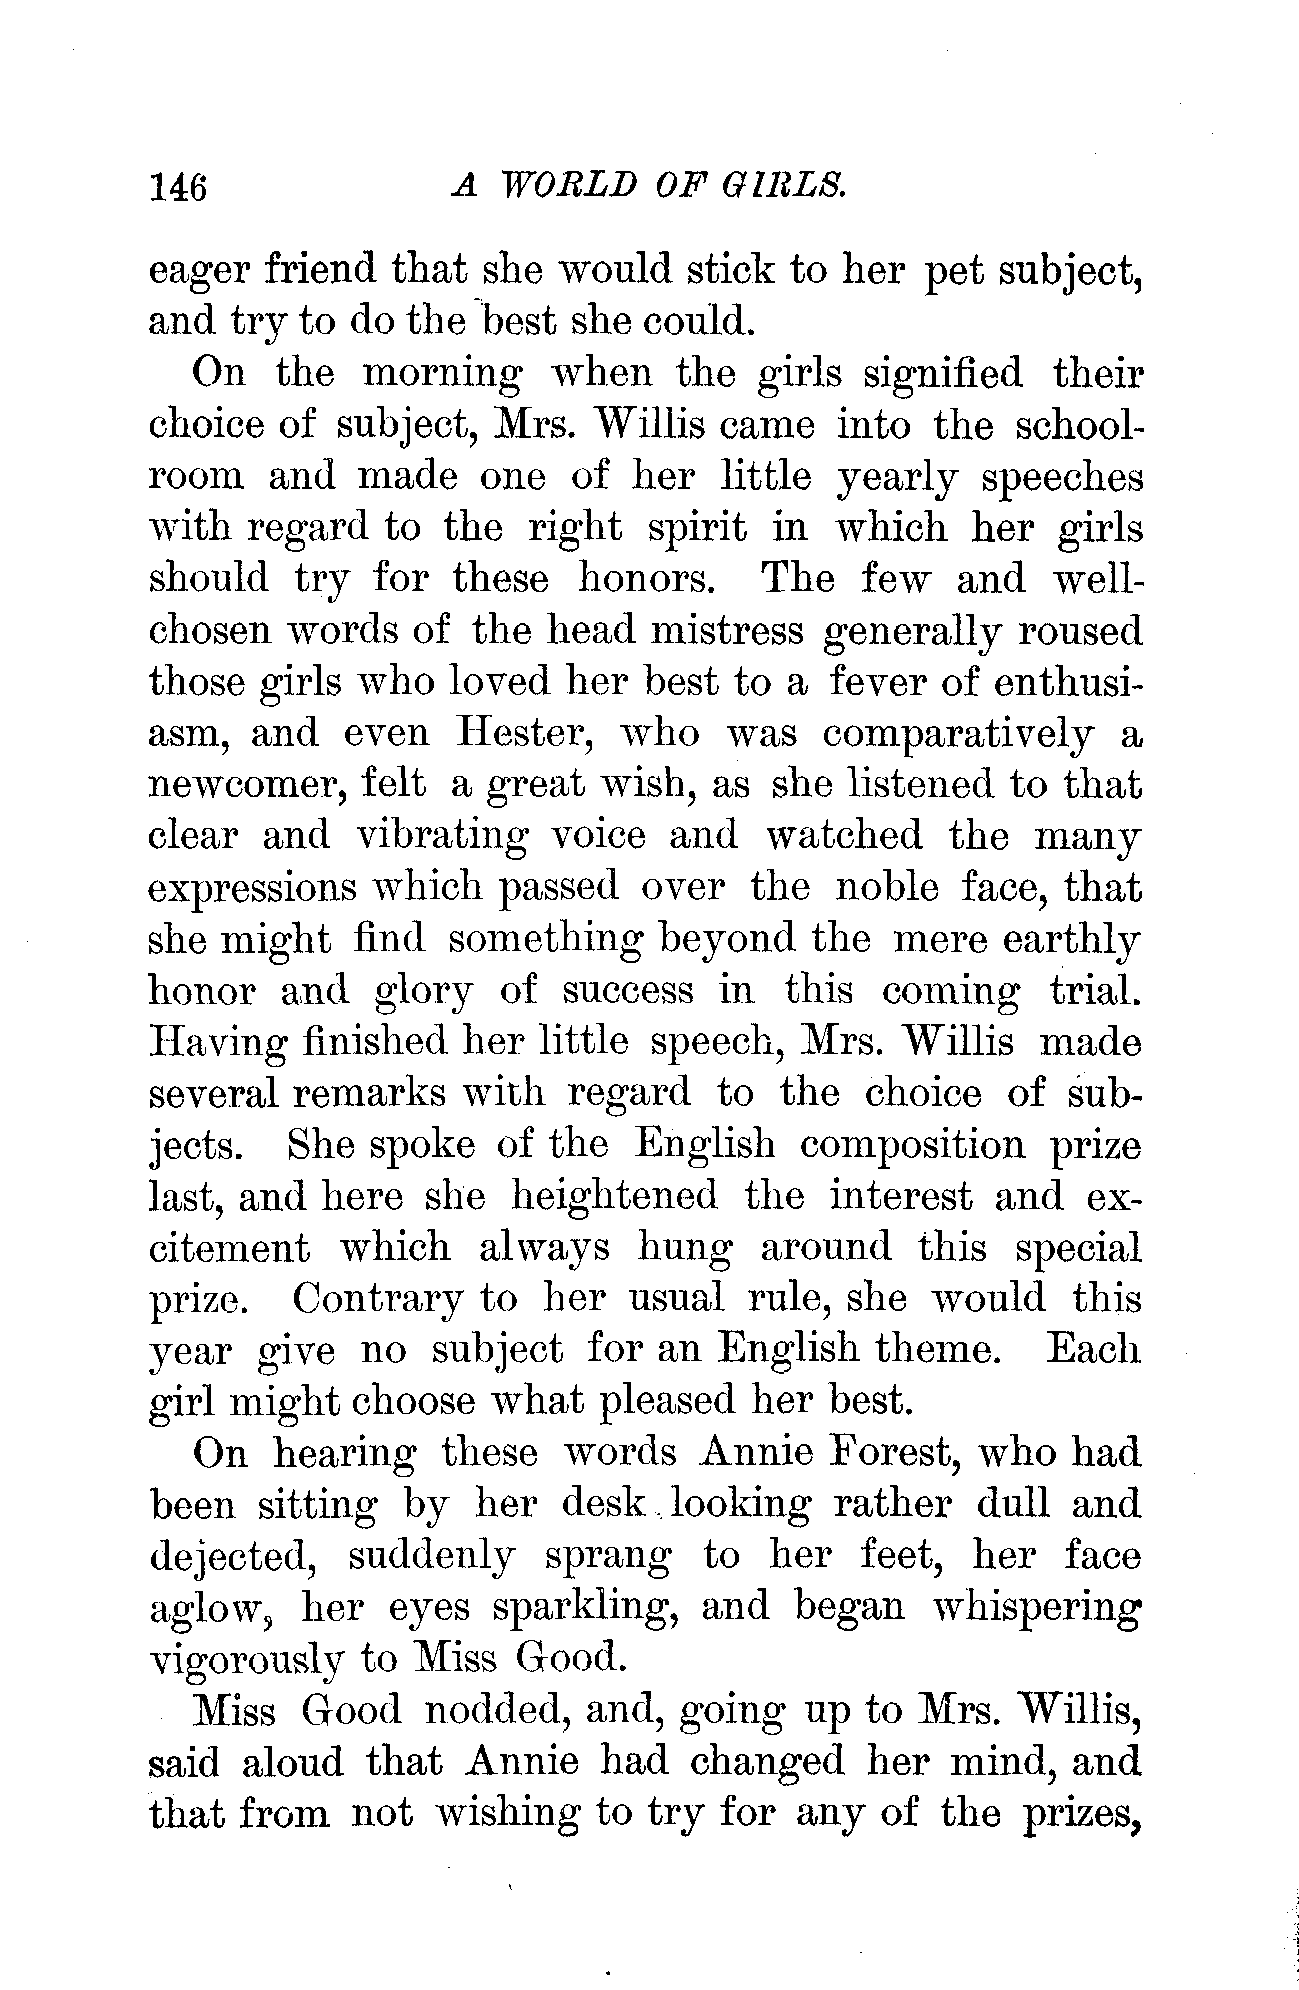 146 A WORLD OF GIRLS.
eager friend that she would stick to her pet subject,
and try to do the best she could.
On the morning when the girls signified their
choice of subject, Mrs. Willis came into the school-
room and made one of her little yearly speeches
with regard to the right spirit in which her girls
should try for these honors. The few and well-
chosen words of the head mistress generally roused
those girls who loved her best to a fever of enthusi-
asm, and even Hester, who was comparatively a
newcomer, felt a great wish, as she listened to that
clear and vibrating voice and watched the many
expressions which passed over the noble face, that
she might find something beyond the mere earthly
honor and glory of success in this coming trial.
Having finished her little speech, Mrs. Willis made
several remarks with regard to the choice of sub-
jects. She spoke of the English composition prize
last, and here she heightened the interest and ex-
citement which always hung around this special
prize. Contrary to her usual rule, she would this
year give no subject for an English theme. Each
girl might choose what pleased her best.
On hearing these words Annie Forest, who had
been sitting by her desk looking rather dull and
dejected, suddenly sprang to her feet, her face
aglow, her eyes sparkling, and began whispering
vigorously to Miss Good.
Miss Good nodded, and, going up to Mrs. Willis,
said aloud that Annie had changed her mind, and
that from not wishing to try for any of the prizes,